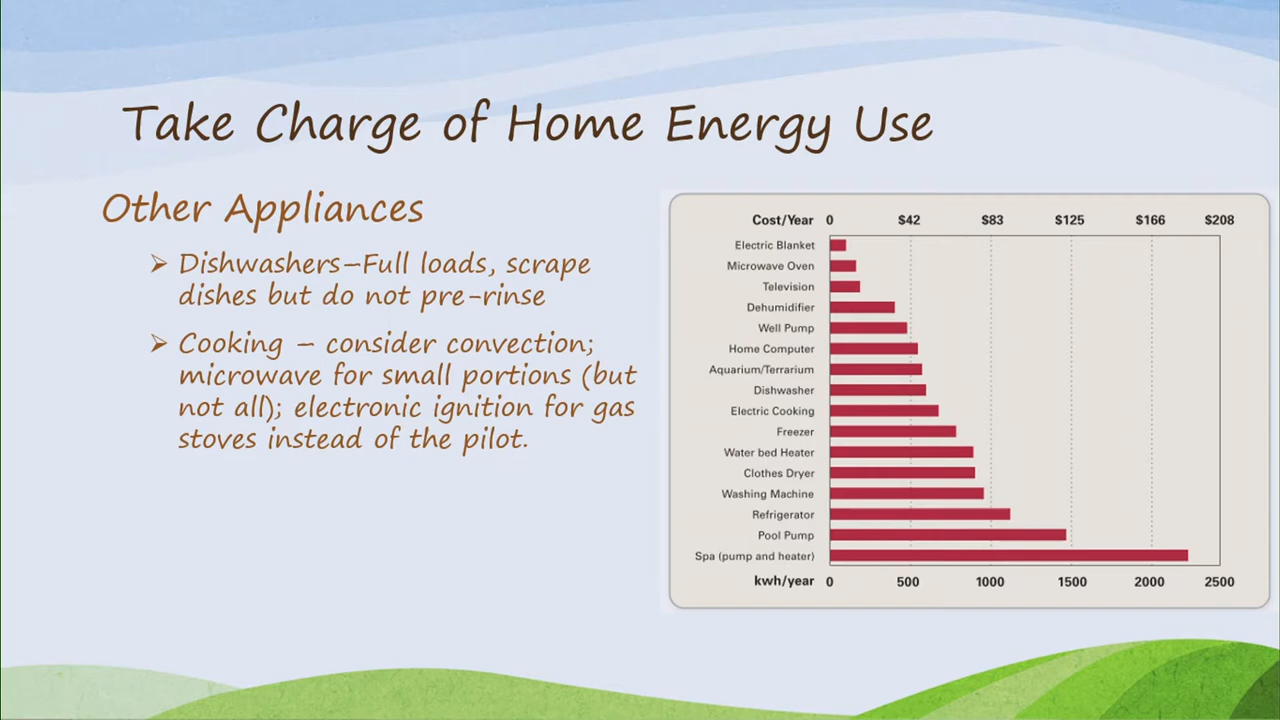 Take Charge of Home Energy Use
Other Appliances
➢ Dishwashers–Full loads, scrape
dishes but do not pre-rinse
➢ Cooking – consider convection;
microwave for small portions (but
not all); electronic ignition for gas
stoves instead of the pilot.
Cost/Year 0 $42 $83 $125 $166 $208
Electric Blanket
Microwave Oven
Television
Dehumidifier
Well Pump
Home Computer
Aquarium/Terrarium
Dishwasher
Electric Cooking
Freezer
Water bed Heater
Clothes Dryer
Washing Machine
Refrigerator
Pool Pump
Spa (pump and heater)
kwh/year 0 500 1000 1500 2000 2500